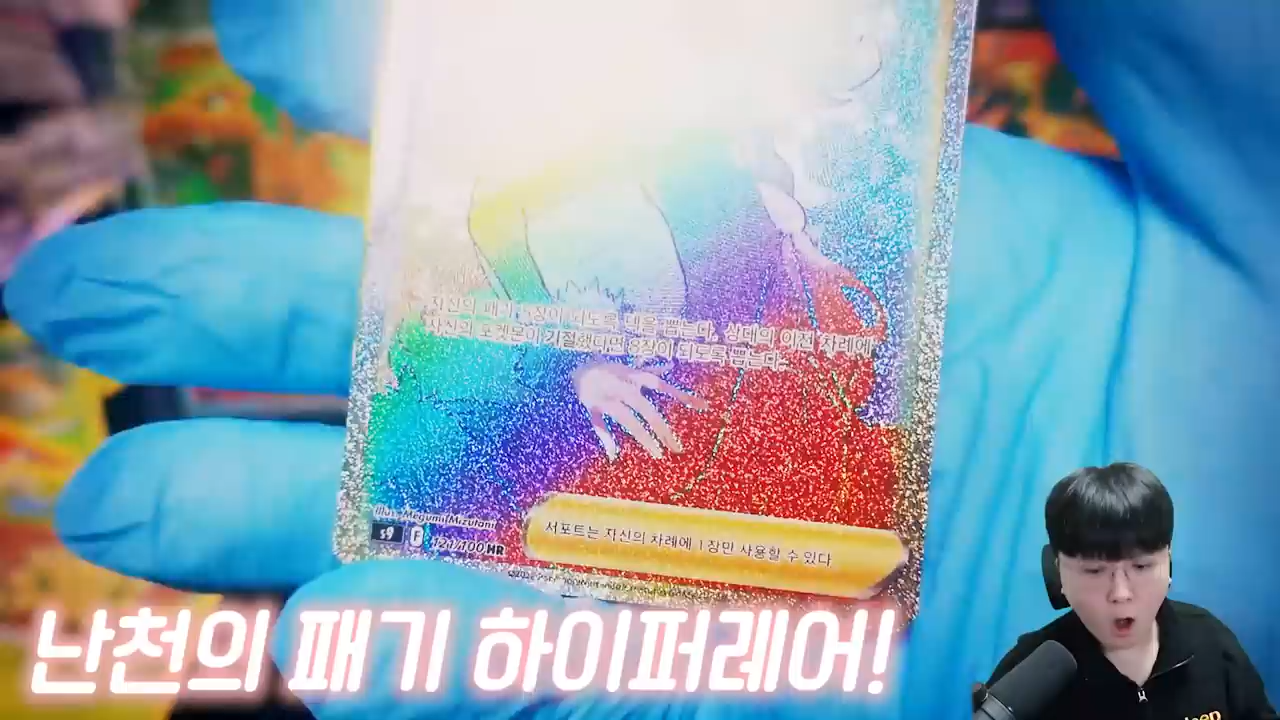 자신의 패가 5장이 되도록 덱을 뽑는다. 상대의 이전 차례에
자신의 포켓몬이 기절했다면 8장이 되도록 뽑는다.
서포트는 자신의 차례에 1장만 사용할 수 있다
Illus. Megumi Mizutani
s9 F 121/100 HR
난천의 패기 하이퍼레어!